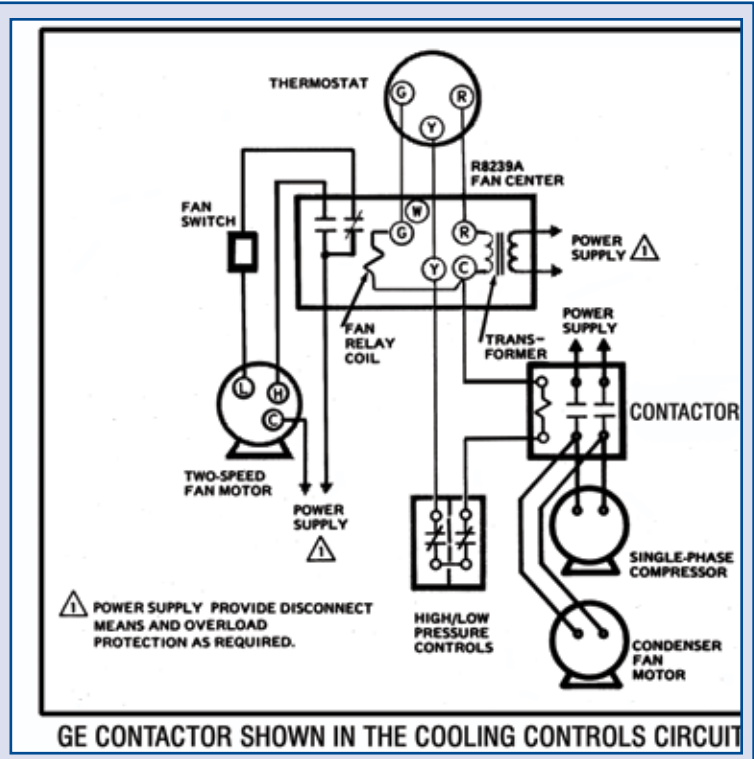 THERMOSTAT
G
R
Y
R8239A
FAN CENTER
FAN
SWITCH
W
G
R
Y
C
POWER
SUPPLY 1
FAN
RELAY
COIL
TRANS-
FORMER
POWER
SUPPLY
CONTACTOR
L
H
C
TWO-SPEED
FAN MOTOR
POWER
SUPPLY
1
HIGH/LOW
PRESSURE
CONTROLS
SINGLE-PHASE
COMPRESSOR
CONDENSER
FAN
MOTOR
1 POWER SUPPLY PROVIDE DISCONNECT
MEANS AND OVERLOAD
PROTECTION AS REQUIRED.
GE CONTACTOR SHOWN IN THE COOLING CONTROLS CIRCUIT